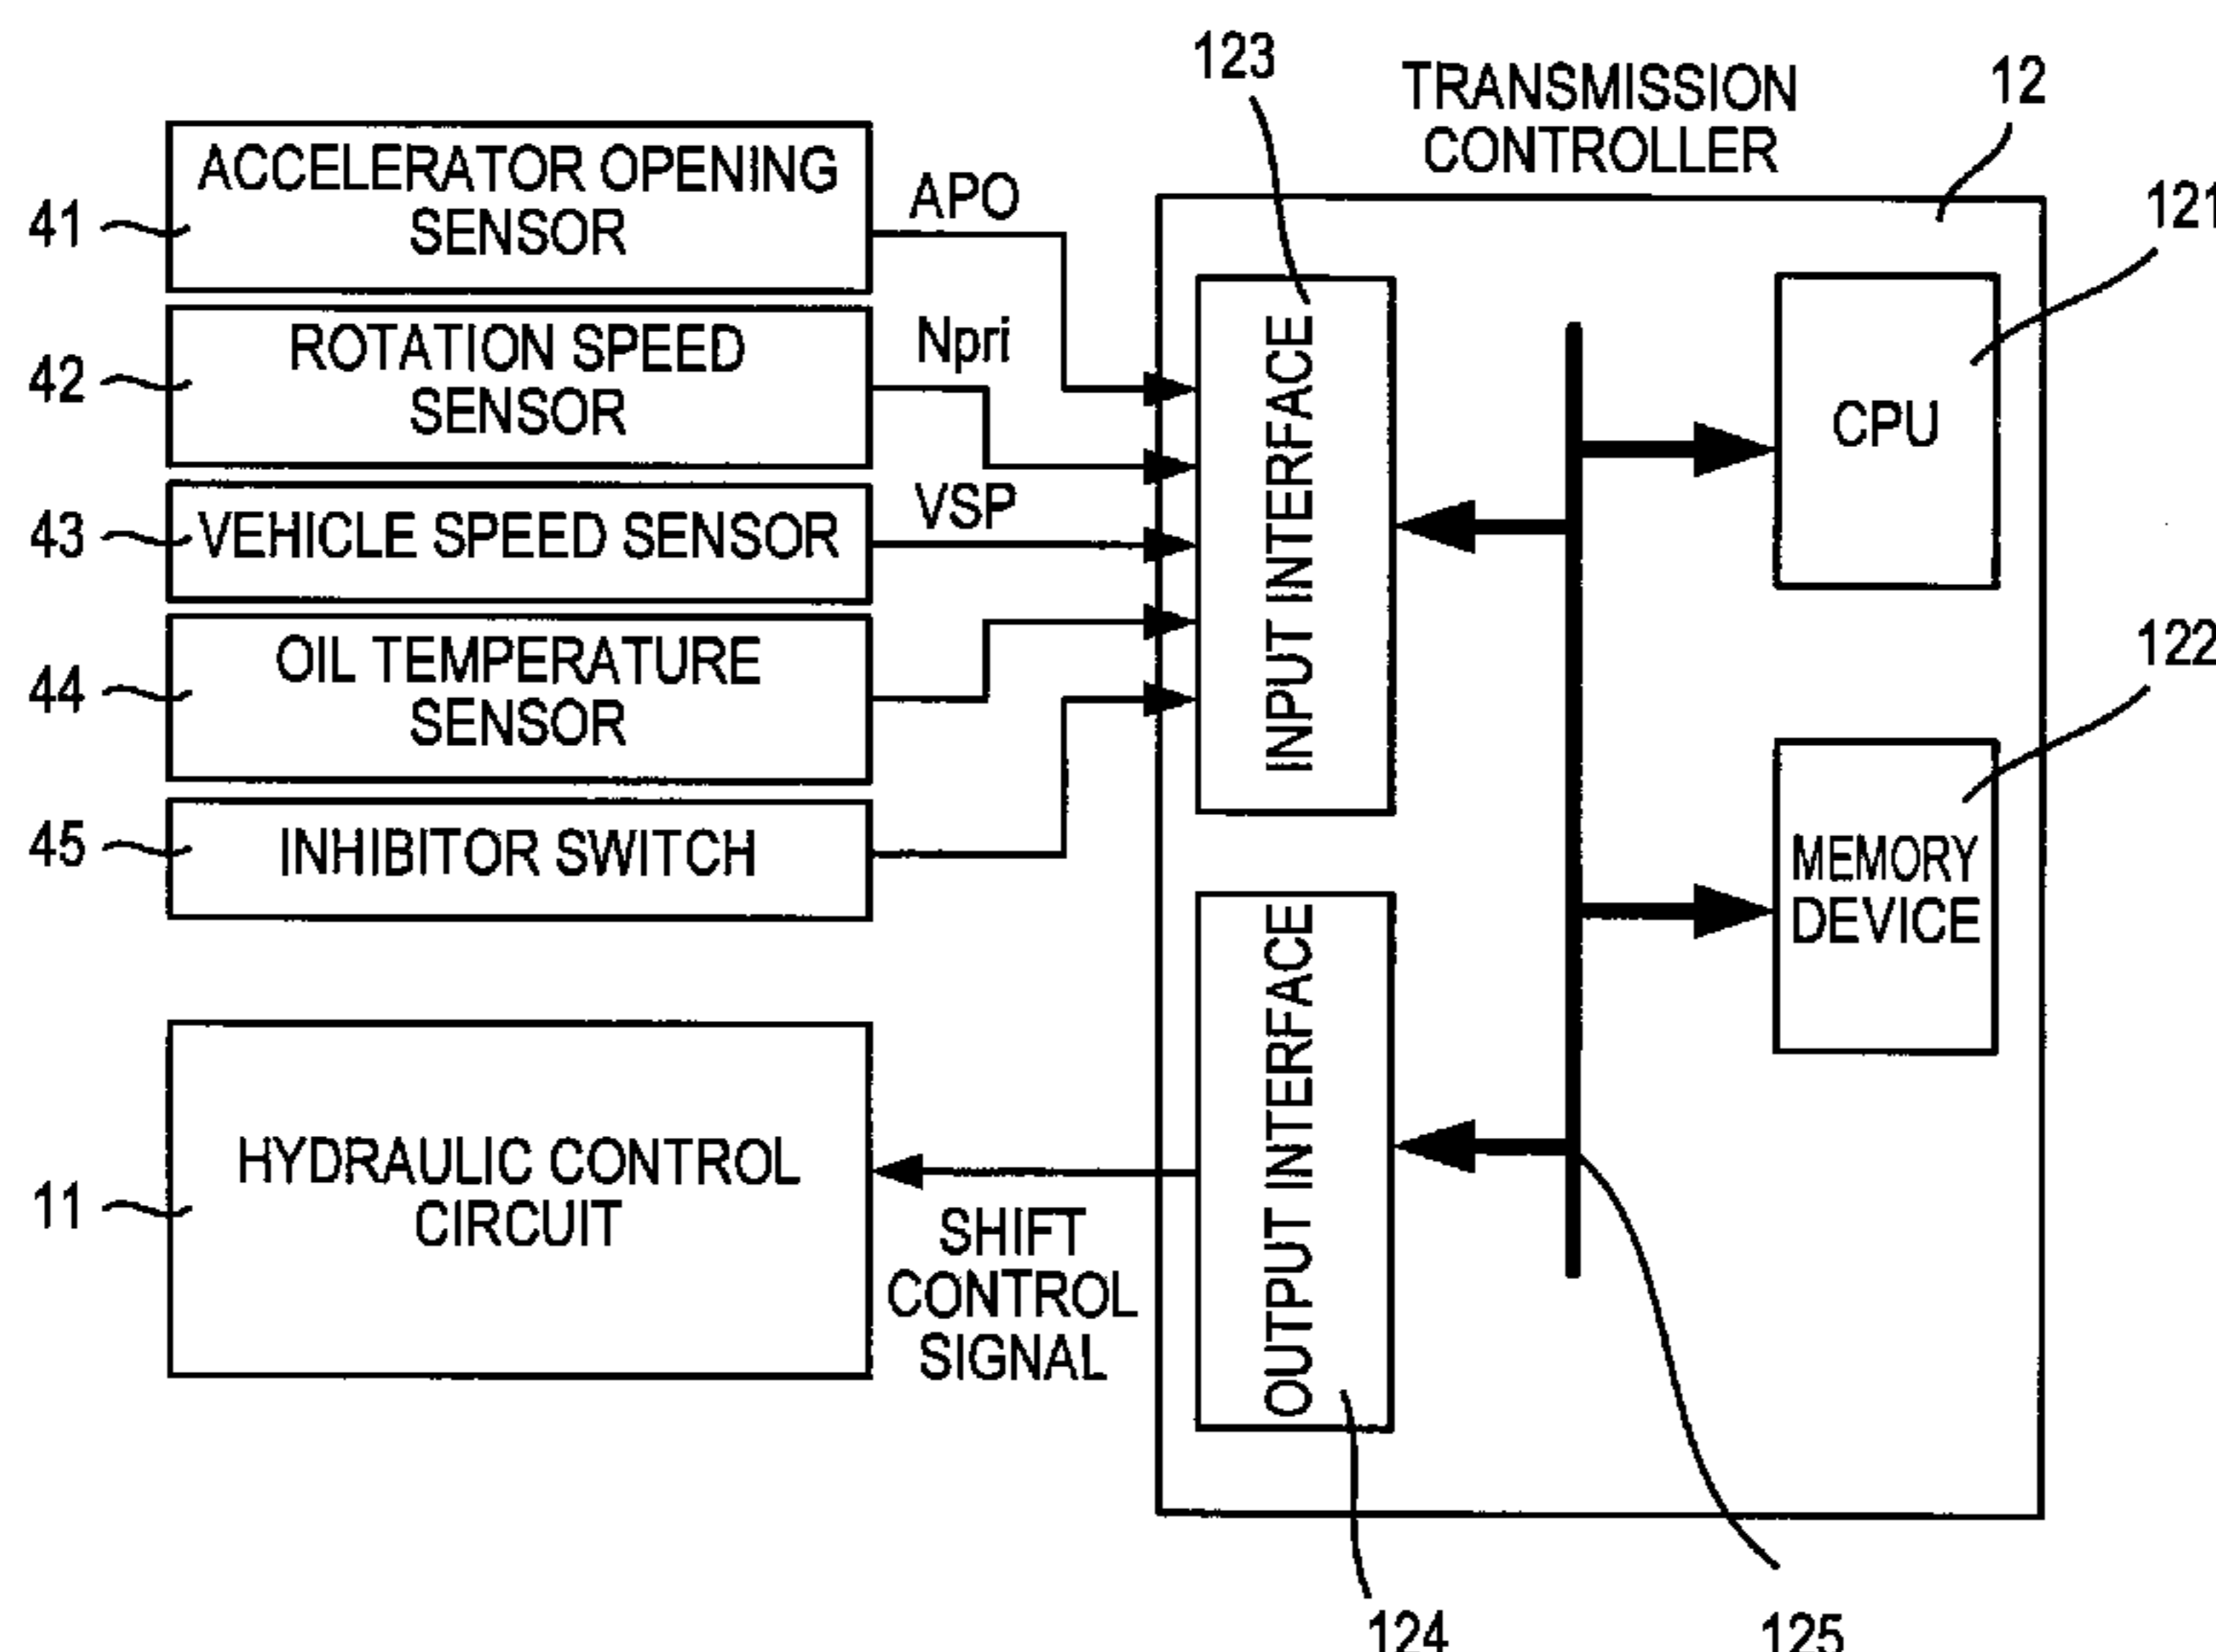 123
TRANSMISSION
CONTROLLER
12
121
41
ACCELERATOR OPENING
SENSOR
APO
42
ROTATION SPEED
SENSOR
Npri
43
VEHICLE SPEED SENSOR
VSP
44
OIL TEMPERATURE
SENSOR
45
INHIBITOR SWITCH
INPUT INTERFACE
CPU
122
MEMORY
DEVICE
11
HYDRAULIC CONTROL
CIRCUIT
SHIFT
CONTROL
SIGNAL
OUTPUT INTERFACE
124
125